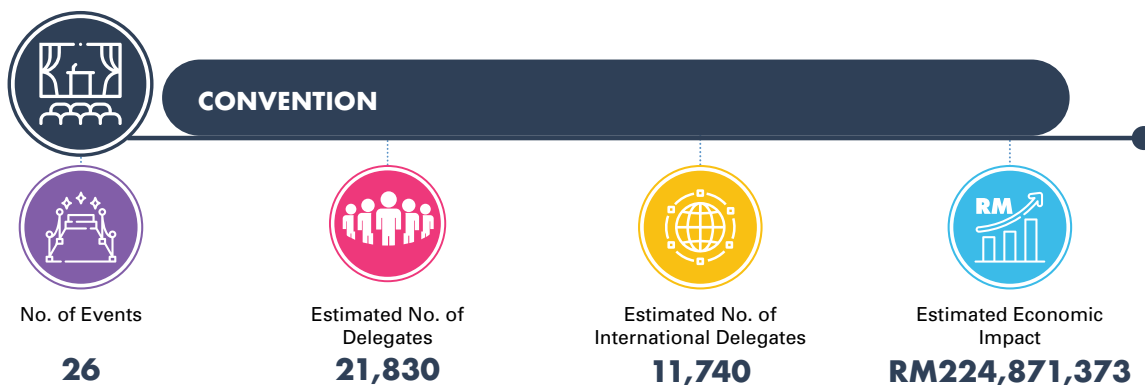 CONVENTION
RM
No. of Events
26
Estimated No. of
Delegates
21,830
Estimated No. of
International Delegates
11,740
Estimated Economic
Impact
RM224,871,373